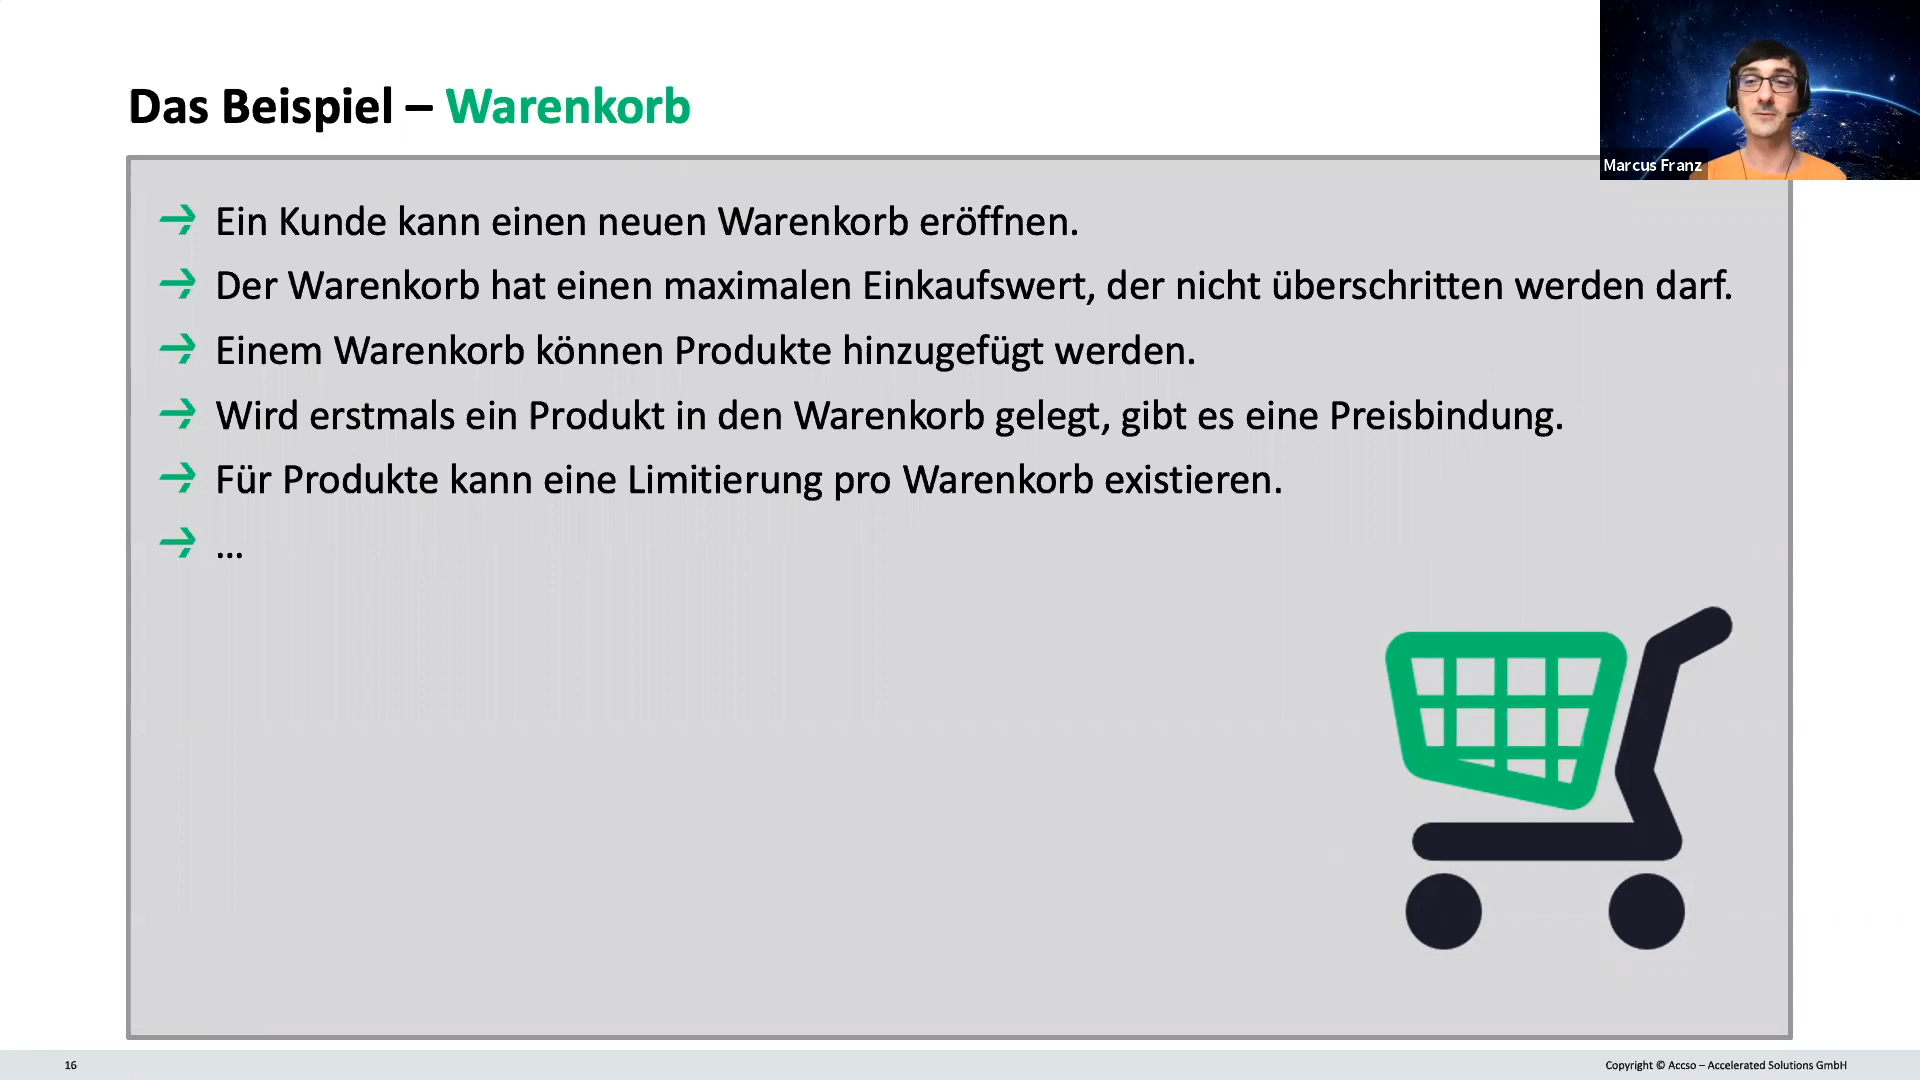 Das Beispiel – Warenkorb
Marcus Franz
Ein Kunde kann einen neuen Warenkorb eröffnen.
Der Warenkorb hat einen maximalen Einkaufswert, der nicht überschritten werden darf.
Einem Warenkorb können Produkte hinzugefügt werden.
Wird erstmals ein Produkt in den Warenkorb gelegt, gibt es eine Preisbindung.
Für Produkte kann eine Limitierung pro Warenkorb existieren.
...
16
Copyright © Accso – Accelerated Solutions GmbH